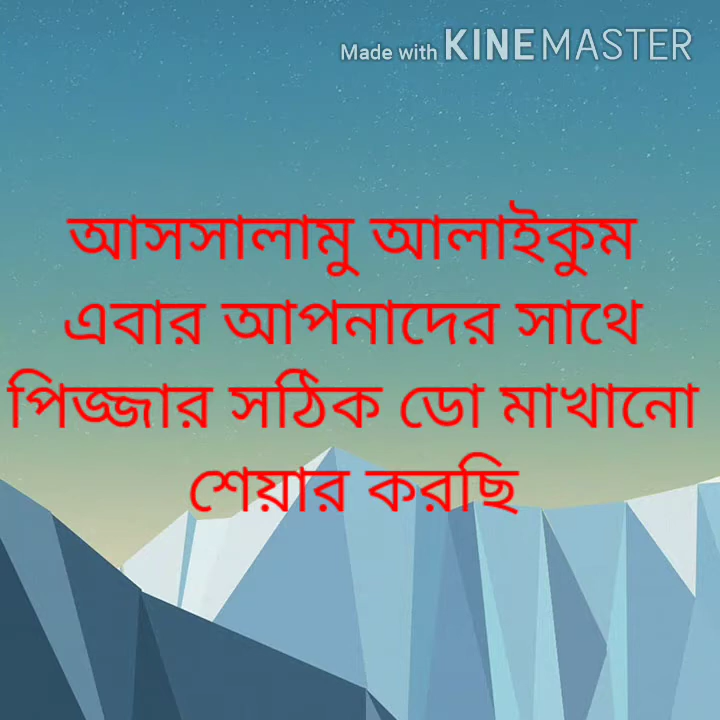 Made with KINEMASTER
আসসালামু আলাইকুম
এবার আপনাদের সাথে
পিজ্জার সঠিক ডো মাখানো
শেয়ার করছি